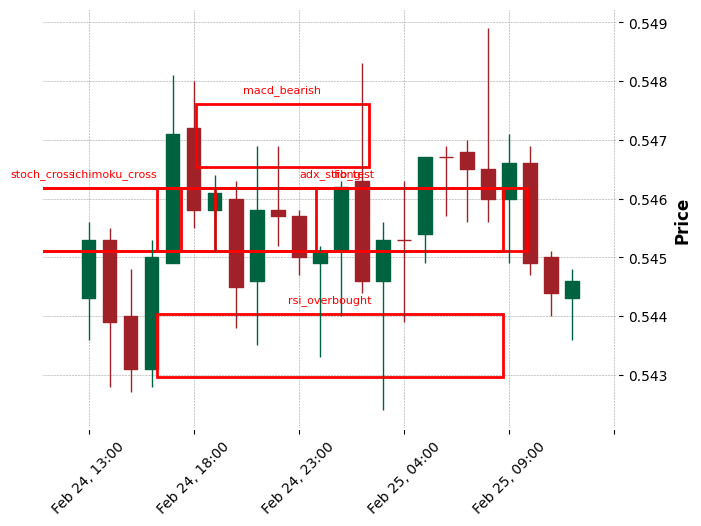 0.549
macd_bearish
0.548
0.547
stoch_cross
ichimoku_cross
0.546
0.545
rsi_overbought
0.544
0.543
Price
Feb 24, 13:00
Feb 24, 18:00
Feb 24, 23:00
Feb 25, 04:00
Feb 25, 09:00